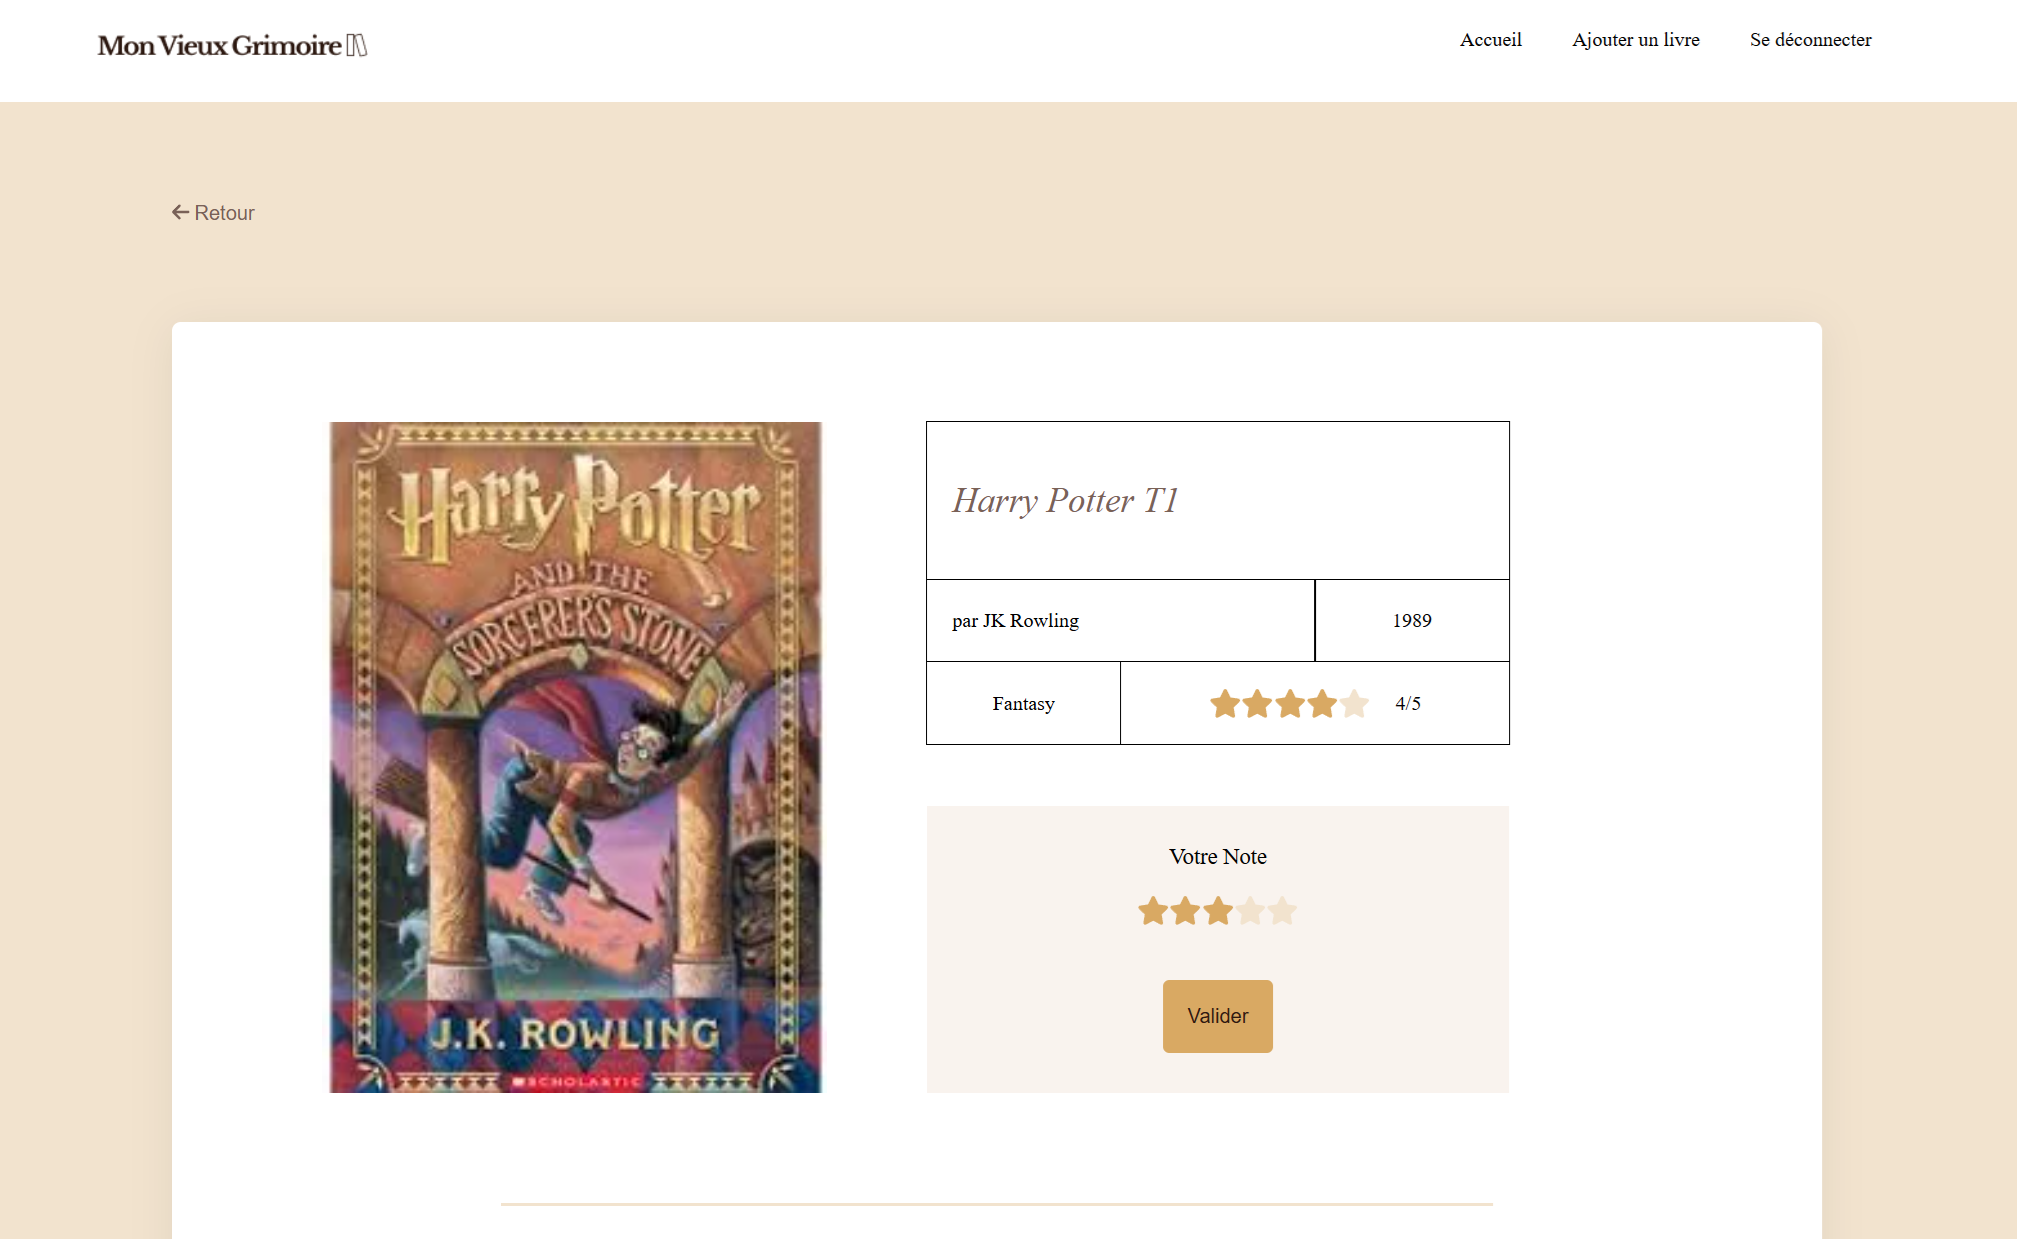 Mon Vieux Grimoire
Accueil
Ajouter un livre
Se déconnecter
Retour
Harry Potter
AND THE
SORCERER'S STONE
J.K. ROWLING
SCHOLASTIC
Harry Potter T1
par JK Rowling
1989
Fantasy
4/5
Votre Note
Valider